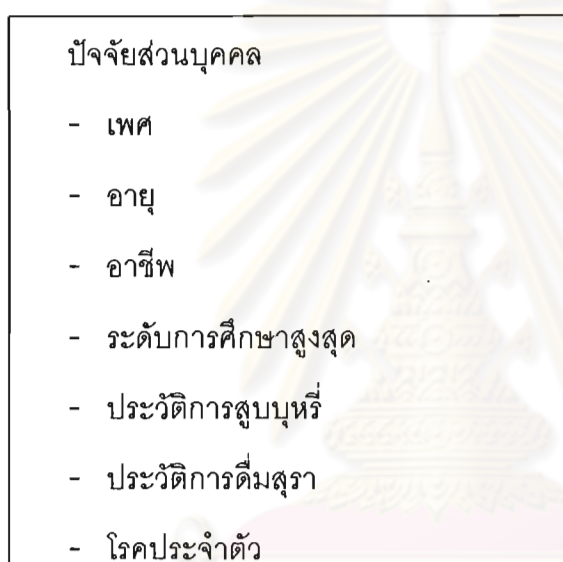 ปัจจัยส่วนบุคคล
- เพศ
- อายุ
- อาชีพ
- ระดับการศึกษาสูงสุด
- ประวัติการสูบบุหรี่
- ประวัติการดื่มสุรา
- โรคประจำตัว